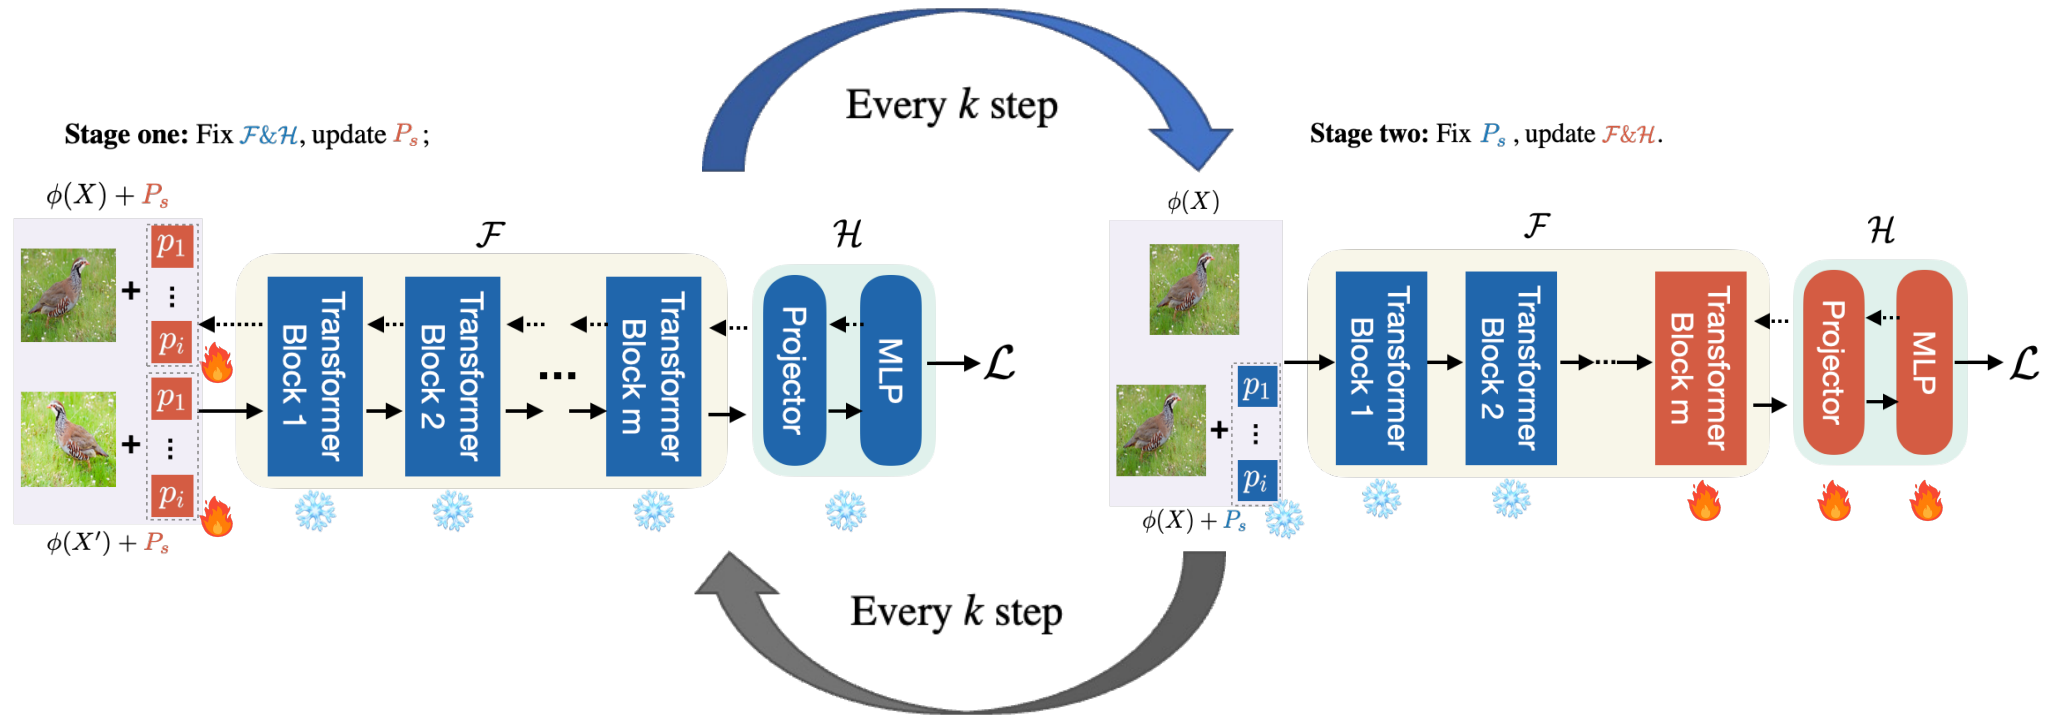 Every k step
Stage one: Fix ℱ&ℋ, update Pₛ;
Stage two: Fix Pₛ, update ℱ&ℋ.
ϕ(X) + Pₛ
p₁
⋮
pᵢ
+
p₁
⋮
pᵢ
+
ϕ(X′) + Pₛ
ℱ
Transformer
Block 1
Transformer
Block 2
...
Transformer
Block m
ℋ
Projector
MLP
ℒ
ϕ(X)
+
p₁
⋮
pᵢ
ϕ(X) + Pₛ
ℱ
Transformer
Block 1
Transformer
Block 2
...
Transformer
Block m
ℋ
Projector
MLP
ℒ
Every k step